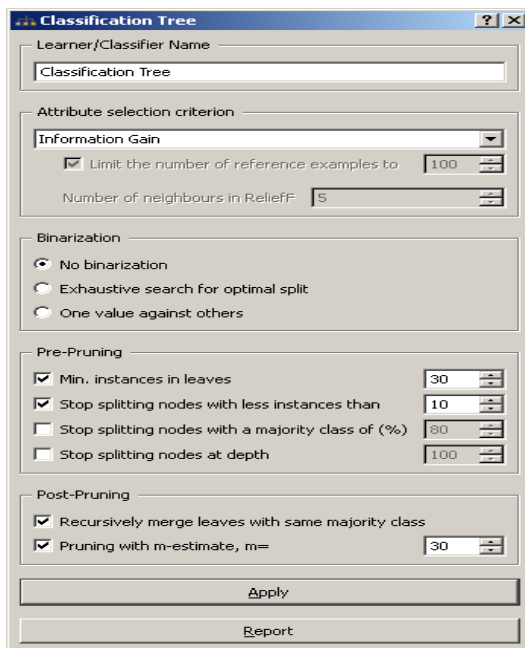 Classification Tree
Learner/Classifier Name
Classification Tree
Attribute selection criterion
Information Gain
Limit the number of reference examples to 100
Number of neighbours in ReliefF 5
Binarization
No binarization
Exhaustive search for optimal split
One value against others
Pre-Pruning
Min. instances in leaves 30
Stop splitting nodes with less instances than 10
Stop splitting nodes with a majority class of (%) 80
Stop splitting nodes at depth 100
Post-Pruning
Recursively merge leaves with same majority class
Pruning with m-estimate, m= 30
Apply
Report